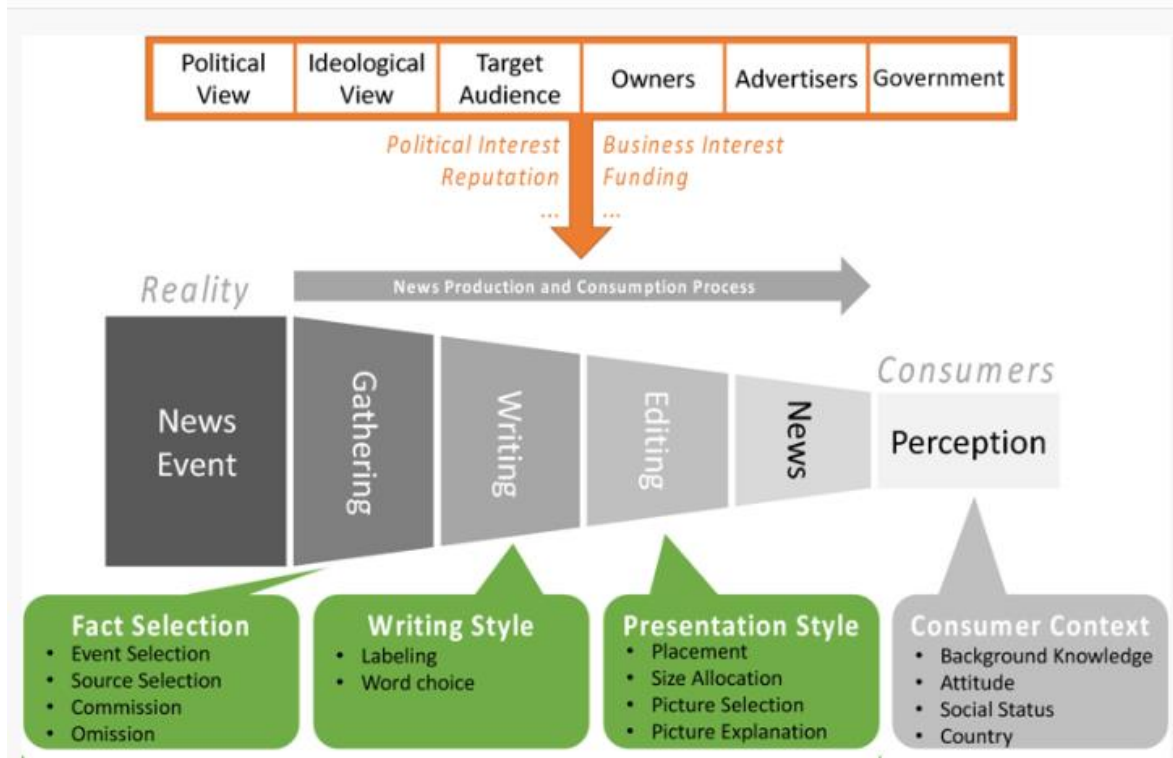 Political
View
Ideological
View
Target
Audience
Owners
Advertisers
Government
Political Interest
Reputation
...
Business Interest
Funding
...
Reality
News Production and Consumption Process
Consumers
News
Event
Gathering
Writing
Editing
News
Perception
Fact Selection
• Event Selection
• Source Selection
• Commission
• Omission
Writing Style
• Labeling
• Word choice
Presentation Style
• Placement
• Size Allocation
• Picture Selection
• Picture Explanation
Consumer Context
• Background Knowledge
• Attitude
• Social Status
• Country